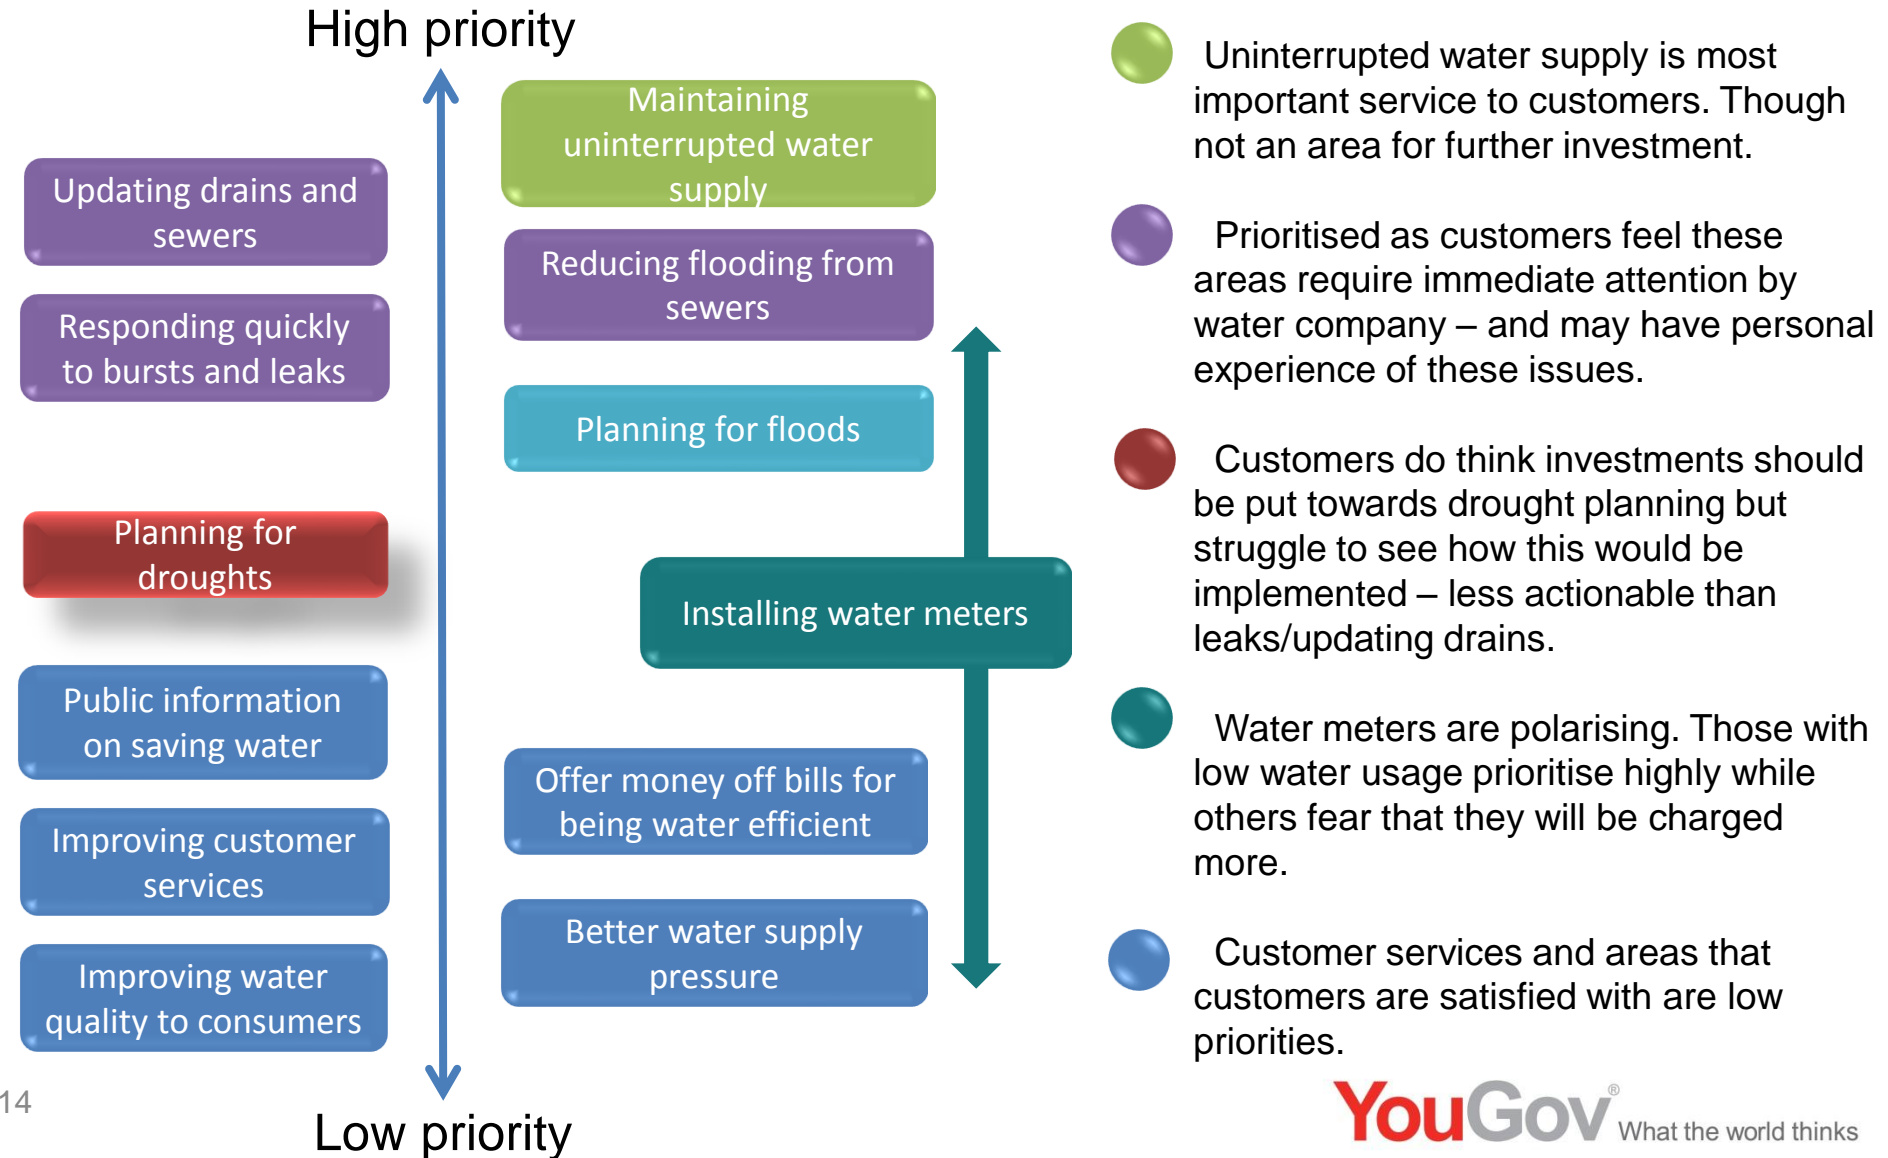 High priority
Maintaining
uninterrupted water
supply
Updating drains and
sewers
Reducing flooding from
sewers
Responding quickly
to bursts and leaks
Planning for floods
Planning for
droughts
Installing water meters
Public information
on saving water
Offer money off bills for
being water efficient
Improving customer
services
Better water supply
pressure
Improving water
quality to consumers
Low priority
Uninterrupted water supply is most
important service to customers. Though
not an area for further investment.
Prioritised as customers feel these
areas require immediate attention by
water company – and may have personal
experience of these issues.
Customers do think investments should
be put towards drought planning but
struggle to see how this would be
implemented – less actionable than
leaks/updating drains.
Water meters are polarising. Those with
low water usage prioritise highly while
others fear that they will be charged
more.
Customer services and areas that
customers are satisfied with are low
priorities.
14
YouGov® What the world thinks